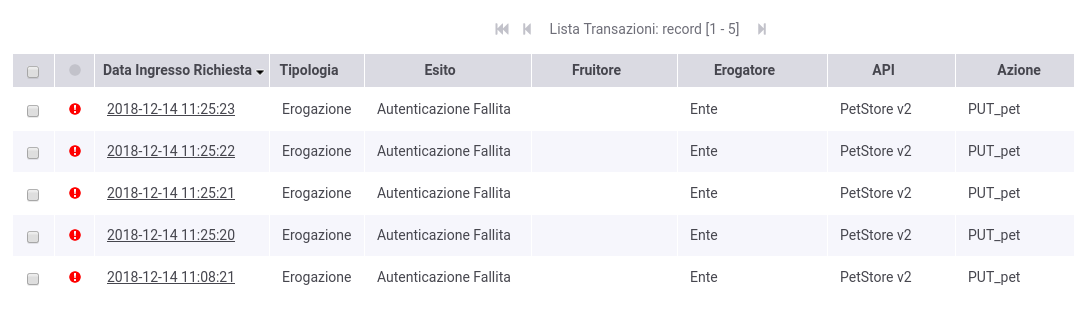 Lista Transazioni: record [1 - 5]
Data Ingresso Richiesta Tipologia Esito Fruitore Erogatore API Azione
2018-12-14 11:25:23 Erogazione Autenticazione Fallita Ente PetStore v2 PUT_pet
2018-12-14 11:25:22 Erogazione Autenticazione Fallita Ente PetStore v2 PUT_pet
2018-12-14 11:25:21 Erogazione Autenticazione Fallita Ente PetStore v2 PUT_pet
2018-12-14 11:25:20 Erogazione Autenticazione Fallita Ente PetStore v2 PUT_pet
2018-12-14 11:08:21 Erogazione Autenticazione Fallita Ente PetStore v2 PUT_pet